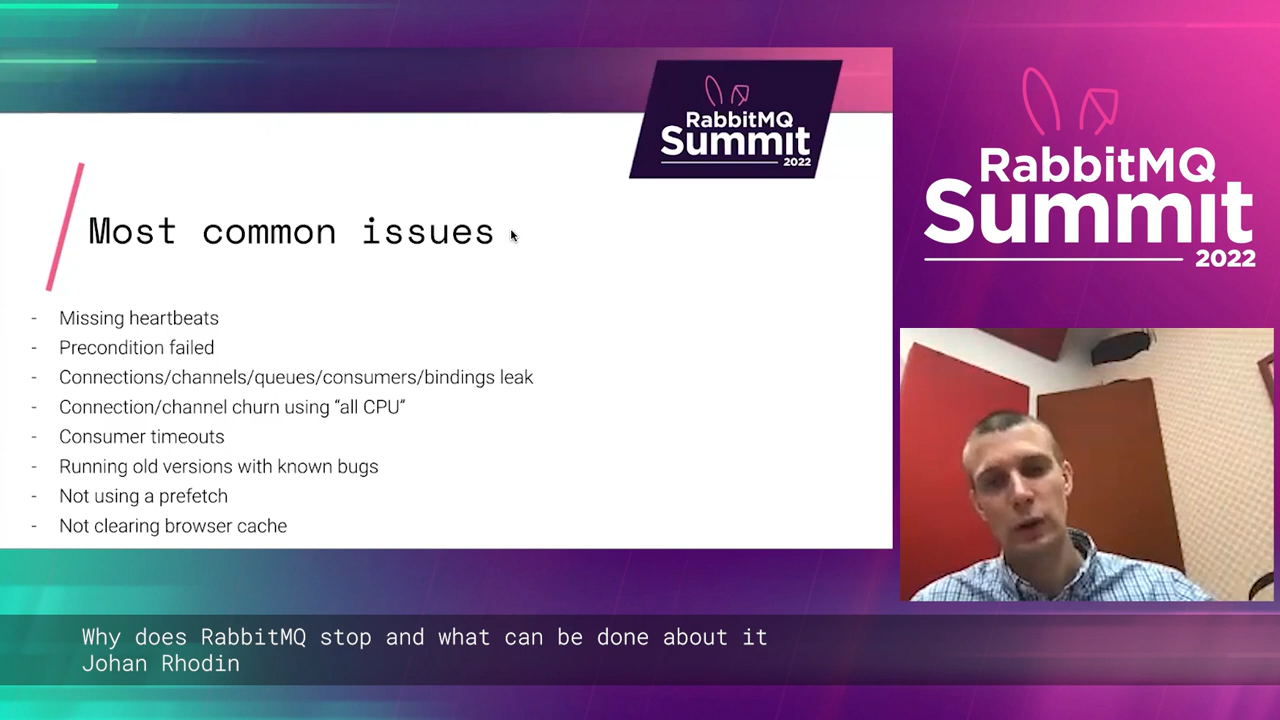 RabbitMQ
Summit
2022
Most common issues
- Missing heartbeats
- Precondition failed
- Connections/channels/queues/consumers/bindings leak
- Connection/channel churn using “all CPU”
- Consumer timeouts
- Running old versions with known bugs
- Not using a prefetch
- Not clearing browser cache
RabbitMQ
Summit
2022
Why does RabbitMQ stop and what can be done about it
Johan Rhodin